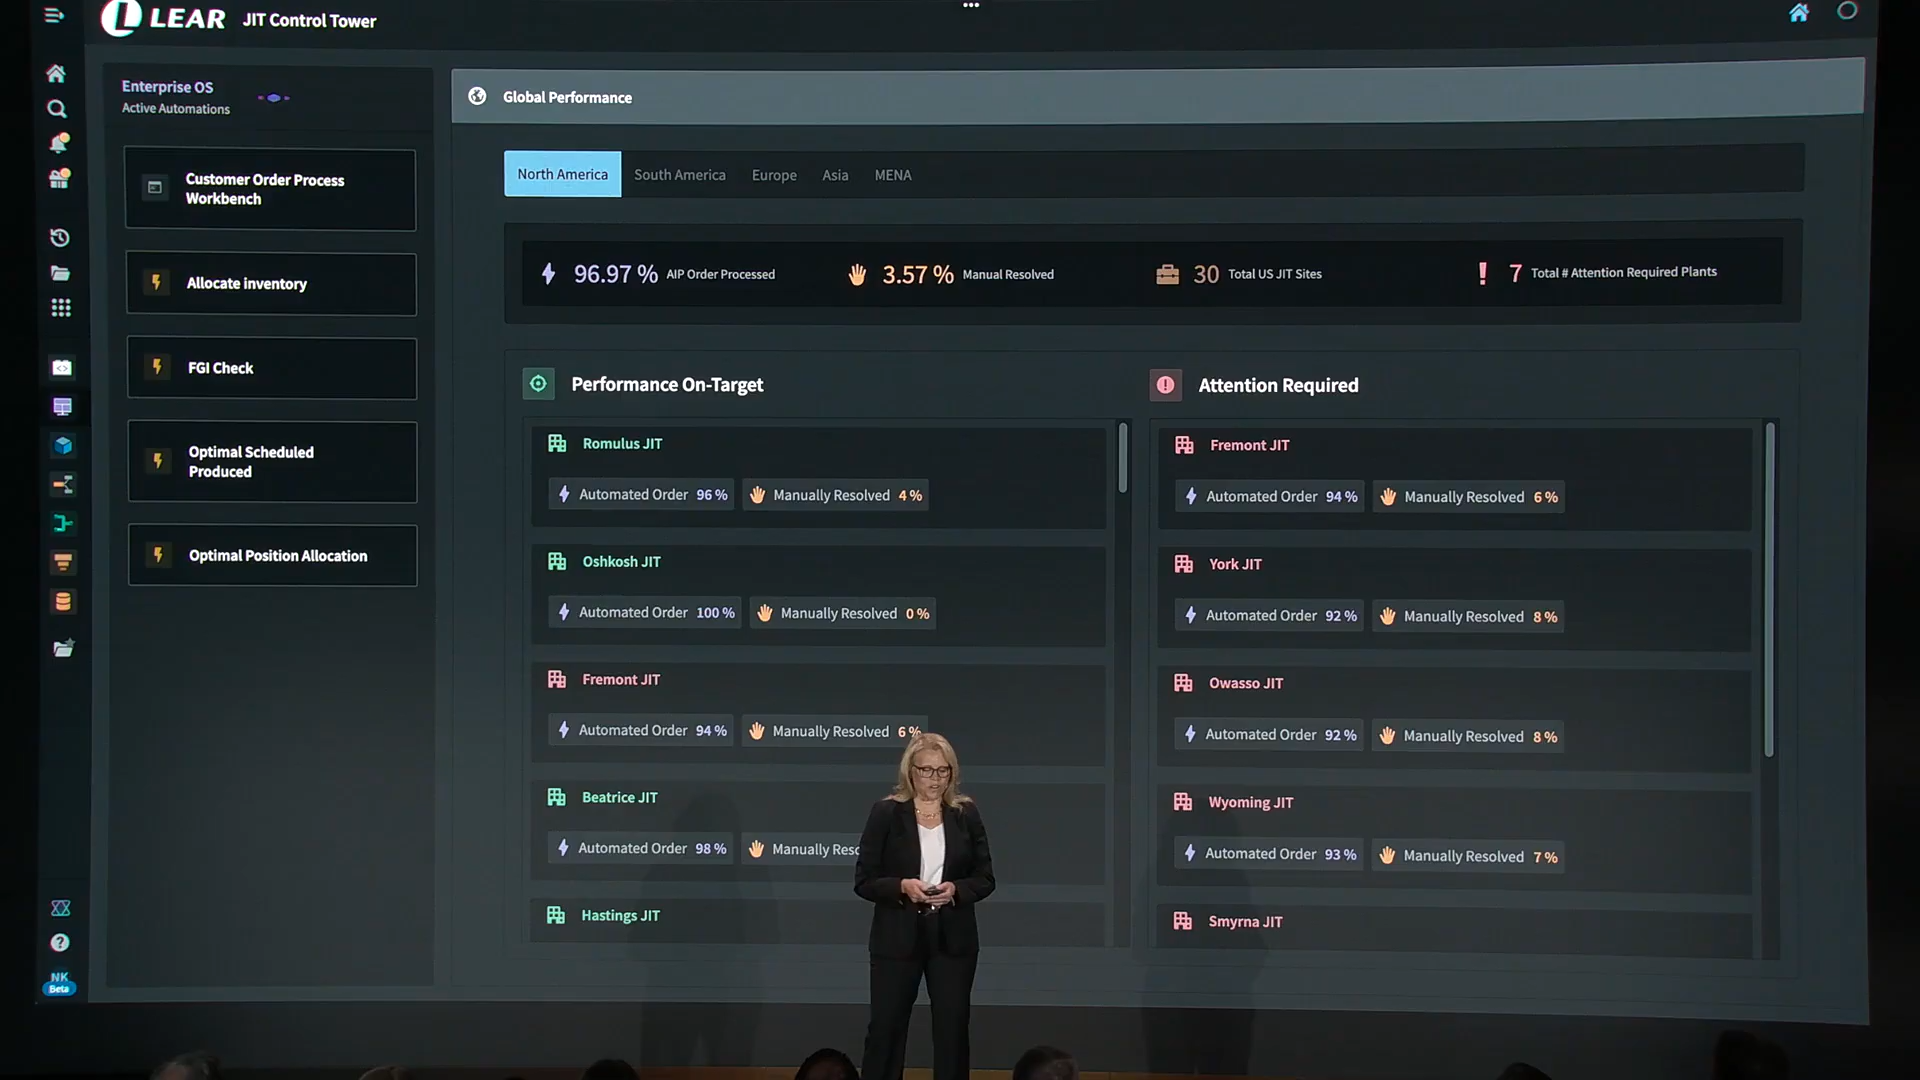 LEAR JIT Control Tower
Enterprise OS
Active Automations
Customer Order Process
Workbench
Allocate inventory
FGI Check
Optimal Scheduled
Produced
Optimal Position Allocation
NK
Beta
Global Performance
North America South America Europe Asia MENA
96.97 % AIP Order Processed 3.57 % Manual Resolved 30 Total US JIT Sites 7 Total # Attention Required Plants
Performance On-Target
Romulus JIT
Automated Order 96 % Manually Resolved 4 %
Oshkosh JIT
Automated Order 100 % Manually Resolved 0 %
Fremont JIT
Automated Order 94 % Manually Resolved 6 %
Beatrice JIT
Automated Order 98 % Manually Reso
Hastings JIT
Attention Required
Fremont JIT
Automated Order 94 % Manually Resolved 6 %
York JIT
Automated Order 92 % Manually Resolved 8 %
Owasso JIT
Automated Order 92 % Manually Resolved 8 %
Wyoming JIT
Automated Order 93 % Manually Resolved 7 %
Smyrna JIT